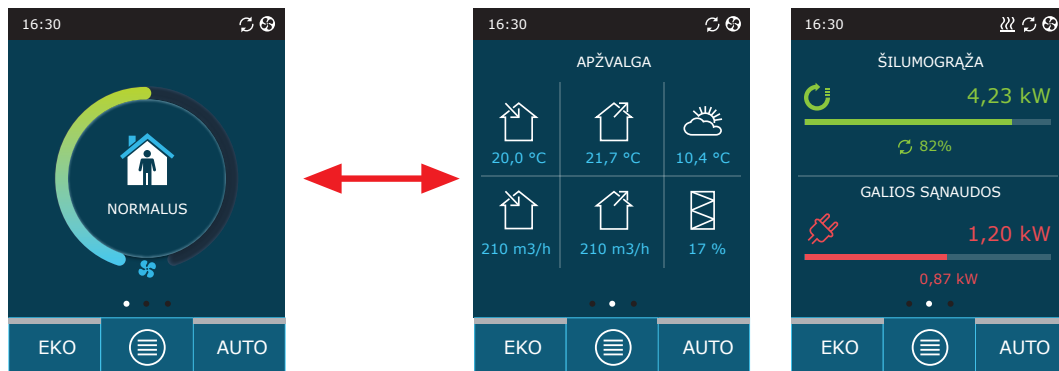 16:30
NORMALUS
EKO
AUTO
16:30
APŽVALGA
20,0 °C
21,7 °C
10,4 °C
210 m3/h
210 m3/h
17 %
EKO
AUTO
16:30
ŠILUMOGRĄŽA
4,23 kW
82%
GALIOS SĄNAUDOS
1,20 kW
0,87 kW
EKO
AUTO